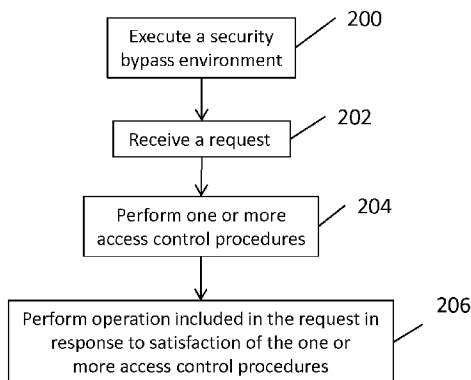 Execute a security
bypass environment
200
Receive a request
202
Perform one or more
access control procedures
204
Perform operation included in the request in
response to satisfaction of the one or
more access control procedures
206